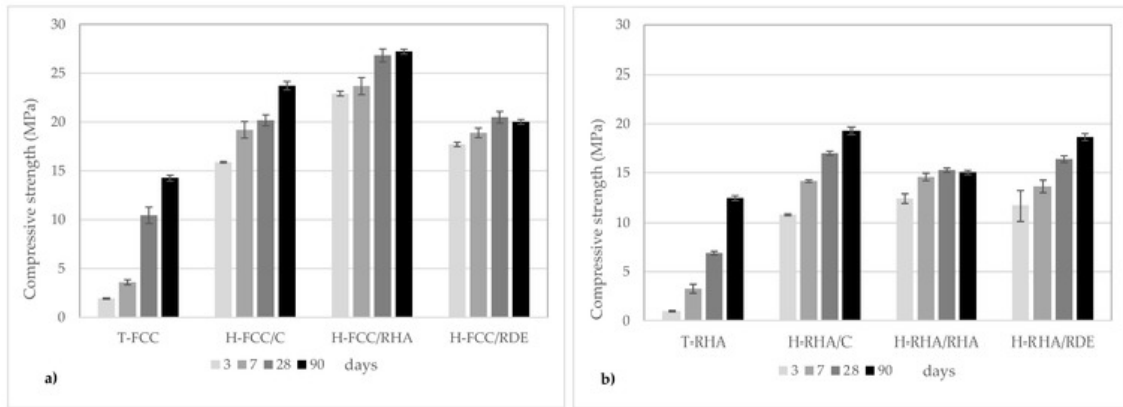 30
25
20
15
10
5
0
Compressive strength (MPa)
T-FCC
H-FCC/C
H-FCC/RHA
H-FCC/RDE
3 7 28 90 days
a)
30
25
20
15
10
5
0
Compressive strength (MPa)
T-RHA
H-RHA/C
H-RHA/RHA
H-RHA/RDE
3 7 28 90 days
b)